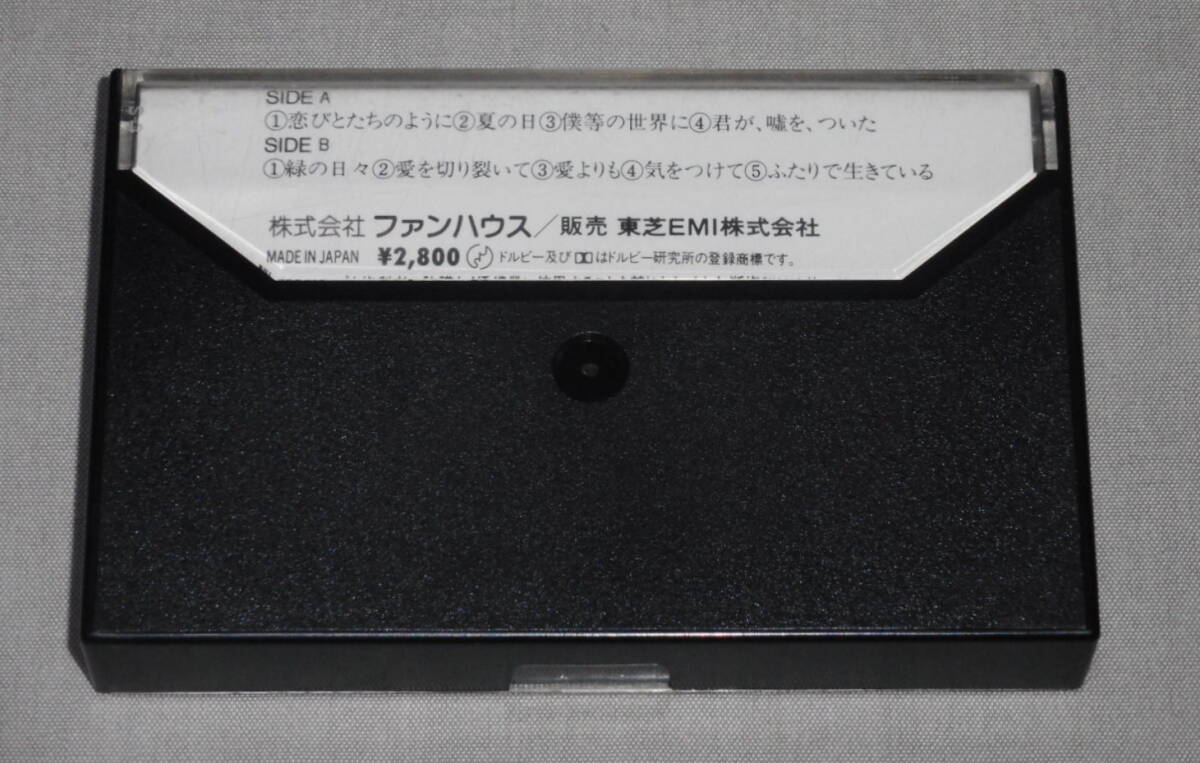 SIDE A
①恋びとたちのように②夏の日③僕等の世界に④君が、嘘を、ついた
SIDE B
①緑の日々②愛を切り裂いて③愛よりも④気をつけて⑤ふたりで生きている
株式会社 ファンハウス/販売 東芝EMI株式会社
MADE IN JAPAN ¥2,800 ドルビー及びはドルビー研究所の登録商標です。